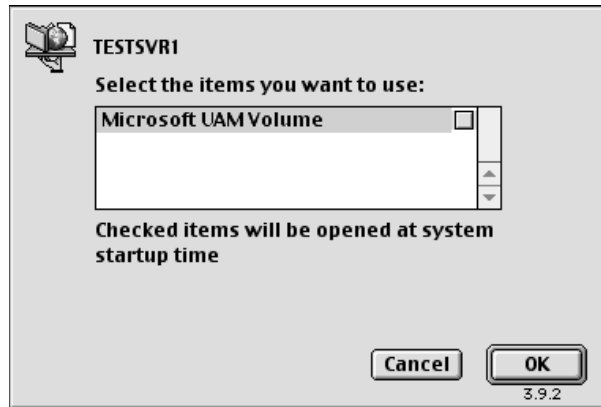 TESTSVR1
Select the items you want to use:
Microsoft UAM Volume
Checked items will be opened at system
startup time
Cancel
OK
3.9.2